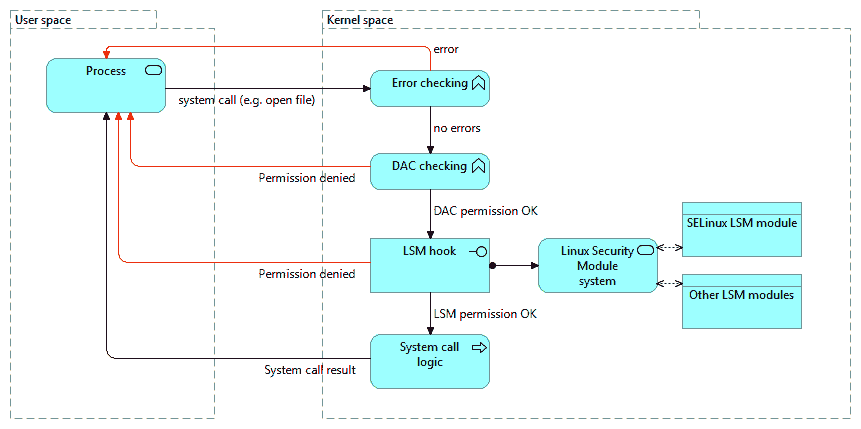 User space
Kernel space
error
Process
Error checking
system call (e.g. open file)
no errors
DAC checking
Permission denied
DAC permission OK
SELinux LSM module
LSM hook
Linux Security
Module
system
Permission denied
Other LSM modules
LSM permission OK
System call
logic
System call result